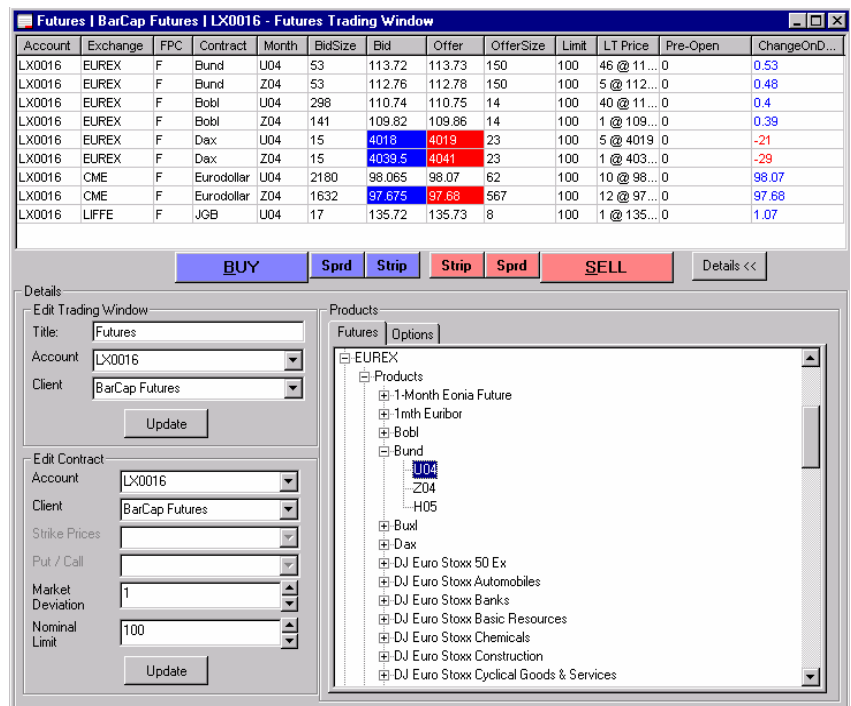 Futures | BarCap Futures | LX0016 - Futures Trading Window
Account Exchange FPC Contract Month BidSize Bid Offer OfferSize Limit LT Price Pre-Open ChangeOnD...
LX0016 EUREX F Bund U04 53 113.72 113.73 150 100 46 @ 11... 0 0.53
LX0016 EUREX F Bund Z04 53 112.76 112.78 150 100 5 @ 112... 0 0.48
LX0016 EUREX F Bobl U04 298 110.74 110.75 14 100 40 @ 11... 0 0.4
LX0016 EUREX F Bobl Z04 141 109.82 109.86 14 100 1 @ 109... 0 0.39
LX0016 EUREX F Dax U04 15 4018 4019 23 100 5 @ 4019 0 -21
LX0016 EUREX F Dax Z04 15 4039.5 4041 23 100 1 @ 403... 0 -29
LX0016 CME F Eurodollar U04 2180 98.065 98.07 62 100 10 @ 98... 0 98.07
LX0016 CME F Eurodollar Z04 1632 97.675 97.68 567 100 12 @ 97... 0 97.68
LX0016 LIFFE F JGB U04 17 135.72 135.73 8 100 1 @ 135... 0 1.07
BUY Sprd Strip Strip Sprd SELL Details <<
Details
Edit Trading Window
Title: Futures
Account LX0016
Client BarCap Futures
Update
Edit Contract
Account LX0016
Client BarCap Futures
Strike Prices
Put / Call
Market Deviation 1
Nominal Limit 100
Update
Products
Futures Options
EUREX
Products
1-Month Eonia Future
1mth Euribor
Bobl
Bund
U04
Z04
H05
Buxl
Dax
DJ Euro Stoxx 50 Ex
DJ Euro Stoxx Automobiles
DJ Euro Stoxx Banks
DJ Euro Stoxx Basic Resources
DJ Euro Stoxx Chemicals
DJ Euro Stoxx Construction
DJ Euro Stoxx Cyclical Goods & Services